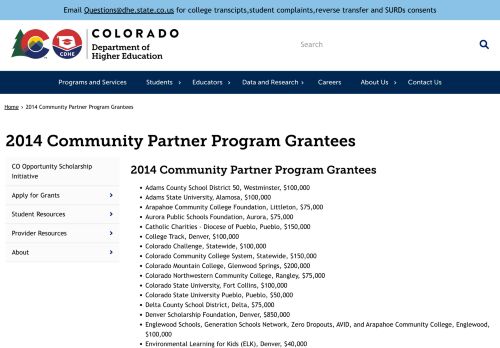 Email Questions@dhe.state.co.us for college transcipts,student complaints,reverse transfer and SURDs consents
CDHE
COLORADO
Department of
Higher Education
Search
Programs and Services
Students
Educators
Data and Research
Careers
About Us
Contact Us
Home > 2014 Community Partner Program Grantees
2014 Community Partner Program Grantees
CO Opportunity Scholarship
Initiative
Apply for Grants
Student Resources
Provider Resources
About
2014 Community Partner Program Grantees
Adams County School District 50, Westminster, $100,000
Adams State University, Alamosa, $100,000
Arapahoe Community College Foundation, Littleton, $75,000
Aurora Public Schools Foundation, Aurora, $75,000
Catholic Charities - Diocese of Pueblo, Pueblo, $150,000
College Track, Denver, $100,000
Colorado Challenge, Statewide, $100,000
Colorado Community College System, Statewide, $150,000
Colorado Mountain College, Glenwood Springs, $200,000
Colorado Northwestern Community College, Rangley, $75,000
Colorado State University, Fort Collins, $100,000
Colorado State University Pueblo, Pueblo, $50,000
Delta County School District, Delta, $75,000
Denver Scholarship Foundation, Denver, $850,000
Englewood Schools, Generation Schools Network, Zero Dropouts, AVID, and Arapahoe Community College, Englewood,
$100,000
Environmental Learning for Kids (ELK), Denver, $40,000